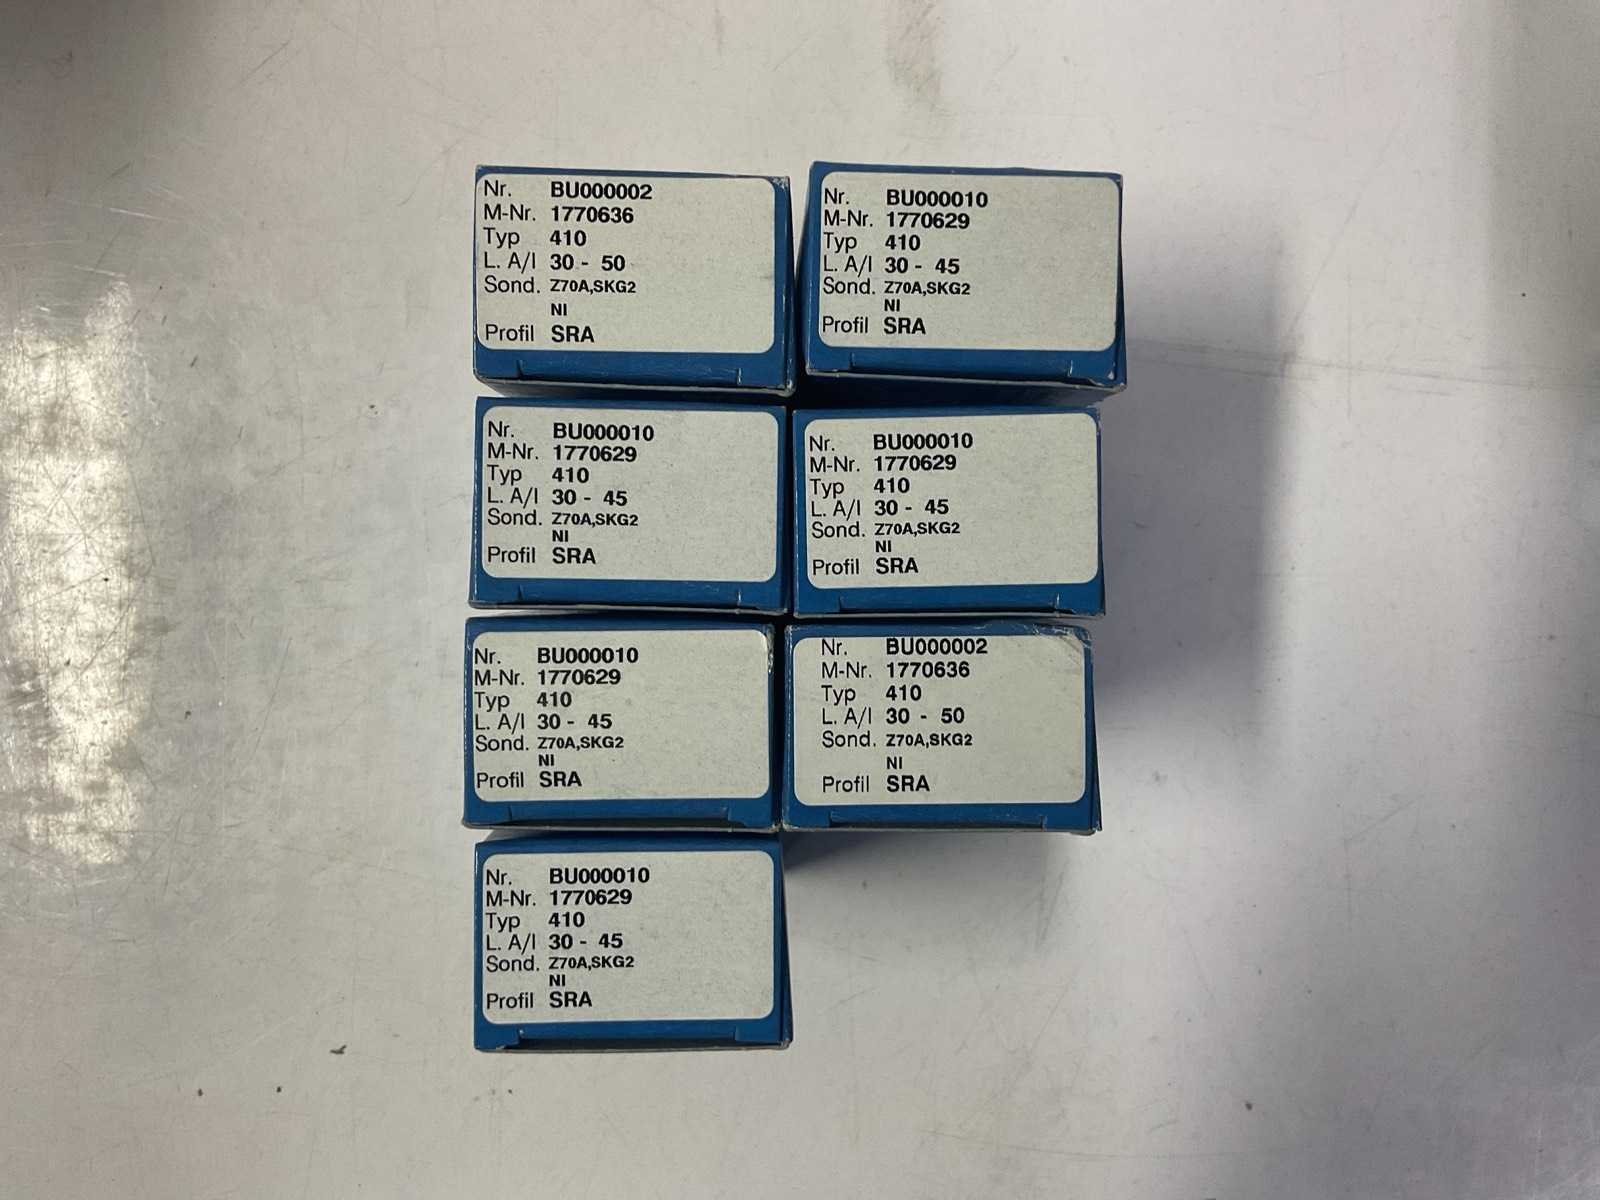 Nr. BU000002
M-Nr. 1770636
Typ 410
L. A/I 30 - 50
Sond. Z70A,SKG2
NI
Profil SRA
Nr. BU000010
M-Nr. 1770629
Typ 410
L. A/I 30 - 45
Sond. Z70A,SKG2
NI
Profil SRA
Nr. BU000010
M-Nr. 1770629
Typ 410
L. A/I 30 - 45
Sond. Z70A,SKG2
NI
Profil SRA
Nr. BU000010
M-Nr. 1770629
Typ 410
L. A/I 30 - 45
Sond. Z70A,SKG2
NI
Profil SRA
Nr. BU000010
M-Nr. 1770629
Typ 410
L. A/I 30 - 45
Sond. Z70A,SKG2
NI
Profil SRA
Nr. BU000002
M-Nr. 1770636
Typ 410
L. A/I 30 - 50
Sond. Z70A,SKG2
NI
Profil SRA
Nr. BU000010
M-Nr. 1770629
Typ 410
L. A/I 30 - 45
Sond. Z70A,SKG2
NI
Profil SRA